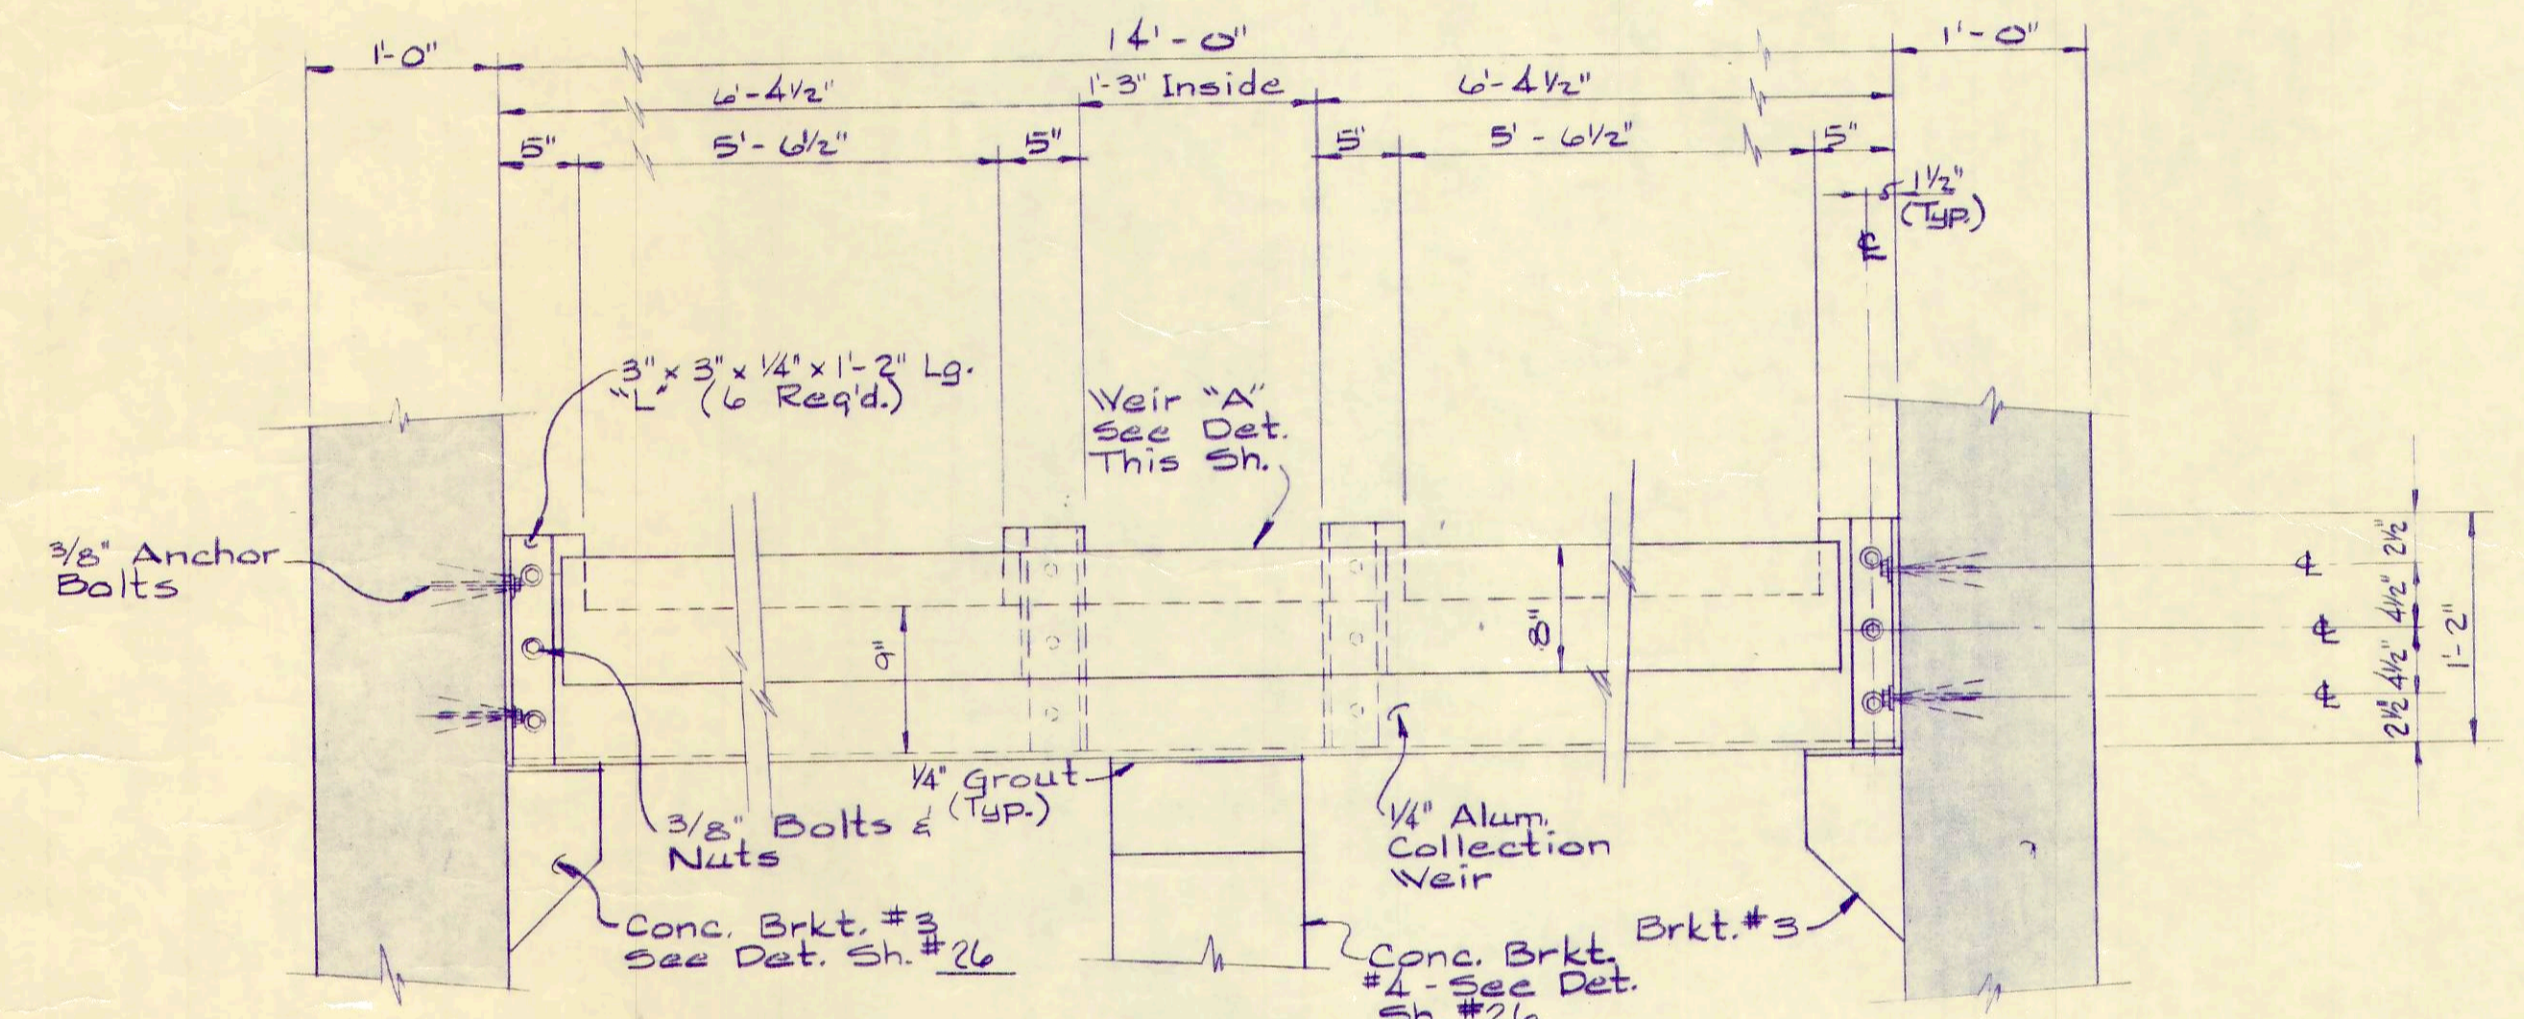 1'-0"
14'-0"
1'-0"
6'-4 1/2"
1'-3" Inside
6'-4 1/2"
5"
5'-6 1/2"
5"
5'
5'-6 1/2"
5"
1 1/2"
(Typ.)
℄
3" x 3" x 1/4" x 1'-2" Lg.
"L" (6 Req'd.)
Weir "A"
See Det.
This Sh.
3/8" Anchor
Bolts
9"
8"
℄
℄
℄
2 1/2"
4 1/2"
4 1/2"
2 1/2"
1'-2"
1/4" Grout
(Typ.)
3/8" Bolts &
Nuts
1/4" Alum.
Collection
Weir
Conc. Brkt. #3
See Det. Sh. #26
Conc. Brkt.
#4 - See Det.
Sh. #26
Brkt. #3